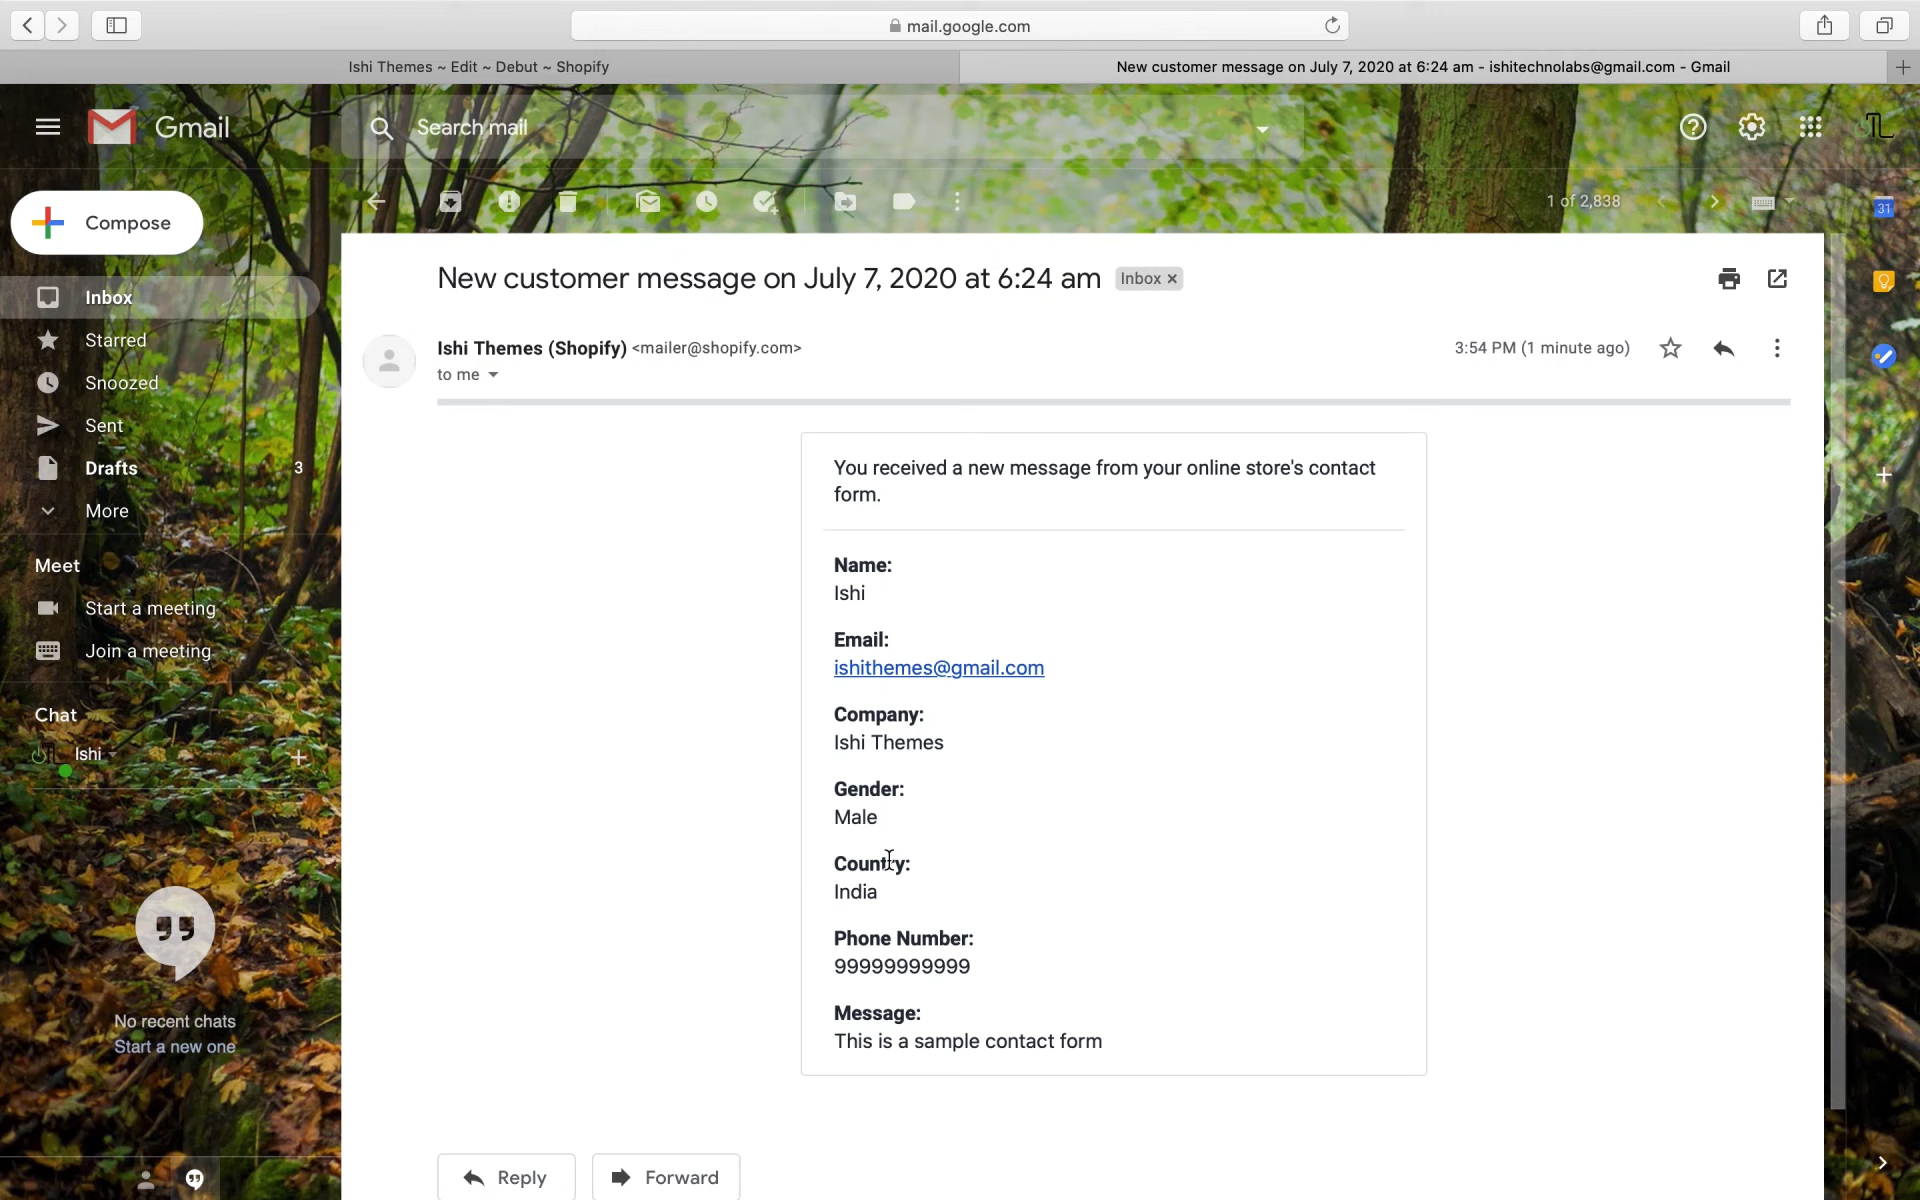 mail.google.com
Ishi Themes ~ Edit ~ Debut ~ Shopify
New customer message on July 7, 2020 at 6:24 am - ishitechnolabs@gmail.com - Gmail
Gmail
Search mail
Compose
1 of 2,838
31
New customer message on July 7, 2020 at 6:24 am
Inbox ×
Inbox
Starred
Snoozed
Sent
Drafts 3
More
Meet
Start a meeting
Join a meeting
Chat
Ishi
No recent chats
Start a new one
Ishi Themes (Shopify) <mailer@shopify.com>
3:54 PM (1 minute ago)
to me
You received a new message from your online store's contact
form.
Name:
Ishi
Email:
ishithemes@gmail.com
Company:
Ishi Themes
Gender:
Male
Country:
India
Phone Number:
99999999999
Message:
This is a sample contact form
Reply
Forward